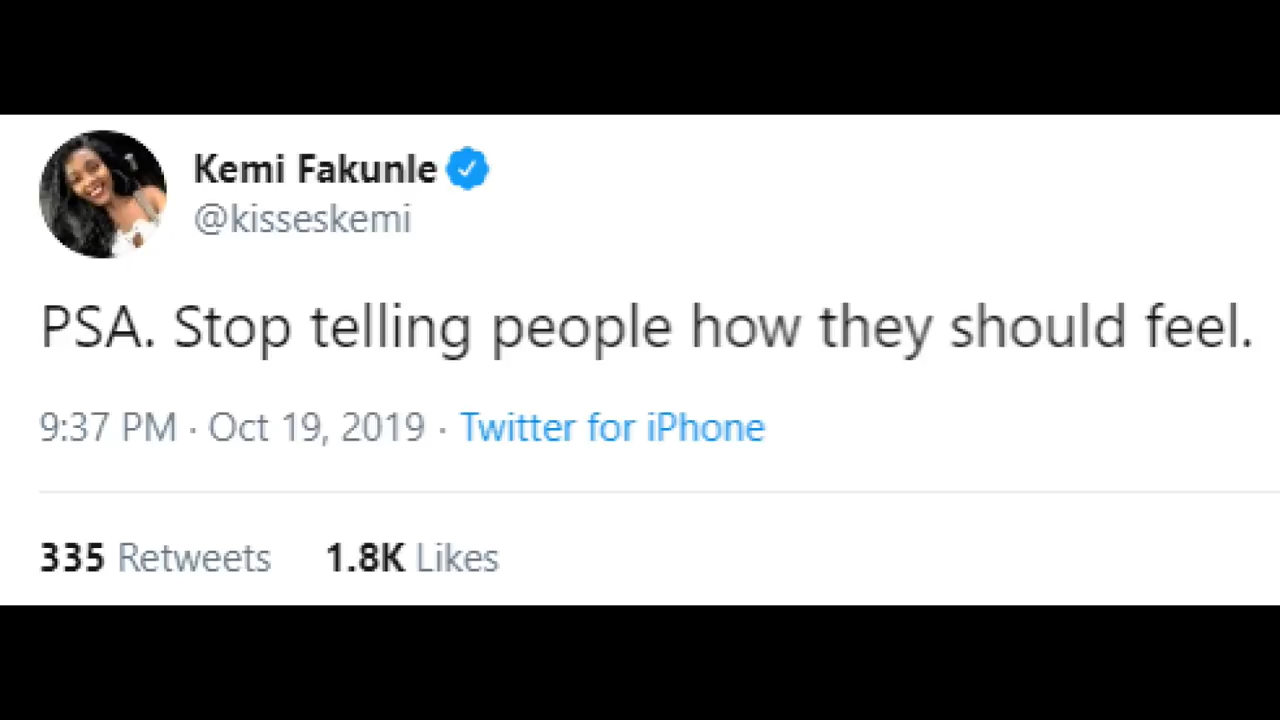 Kemi Fakunle
@kisseskemi
PSA. Stop telling people how they should feel.
9:37 PM · Oct 19, 2019 · Twitter for iPhone
335 Retweets 1.8K Likes